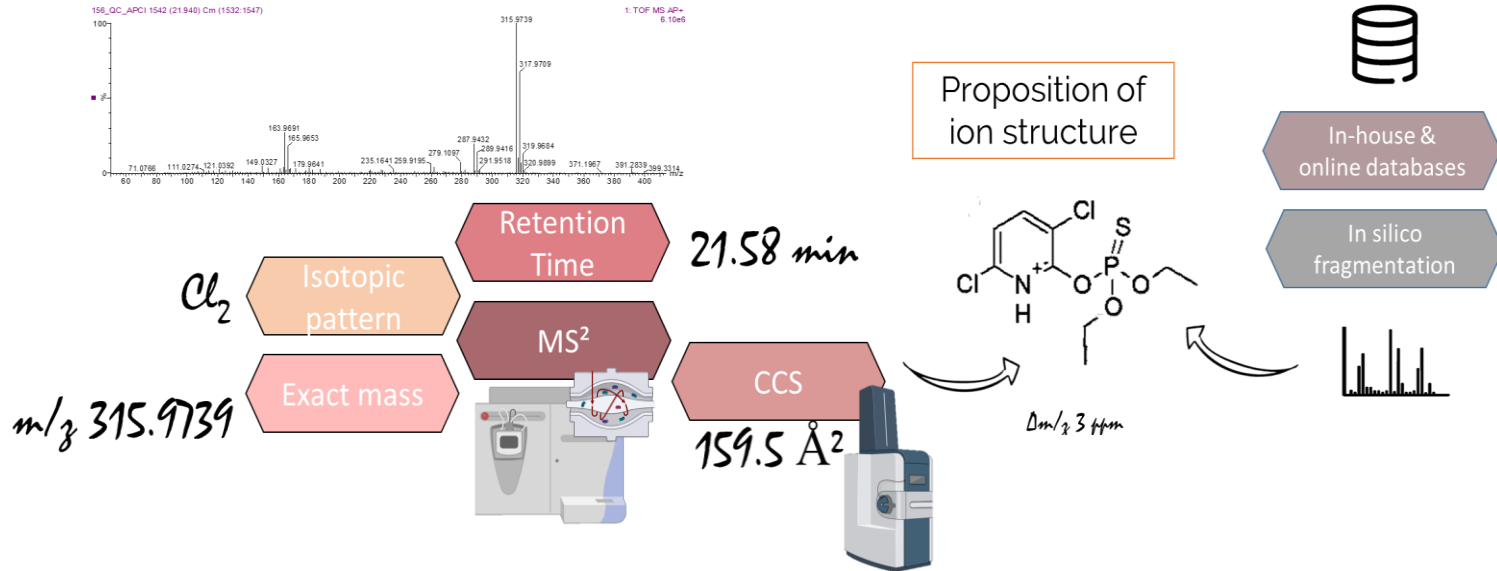 156_QC_APCI 1542 (21.940) Cm (1532:1547)
1: TOF MS AP+
6.10e6
100
%
0
315.9739
317.9709
163.9691
165.9653
287.9432
289.9416
319.9684
71.0766
111.0274
121.0392
149.0327
179.9641
235.1641
259.9195
279.1097
291.9518
320.9899
371.1967
391.2839
399.3314
m/z
60 80 100 120 140 160 180 200 220 240 260 280 300 320 340 360 380 400
Retention
Time
21.58 min
Cl₂
Isotopic
pattern
MS²
Exact mass
m/z 315.9739
CCS
159.5 Å²
Proposition of
ion structure
Cl
S
Cl
N
+
H
O
P
O
O
Δm/z 3 ppm
In-house &
online databases
In silico
fragmentation